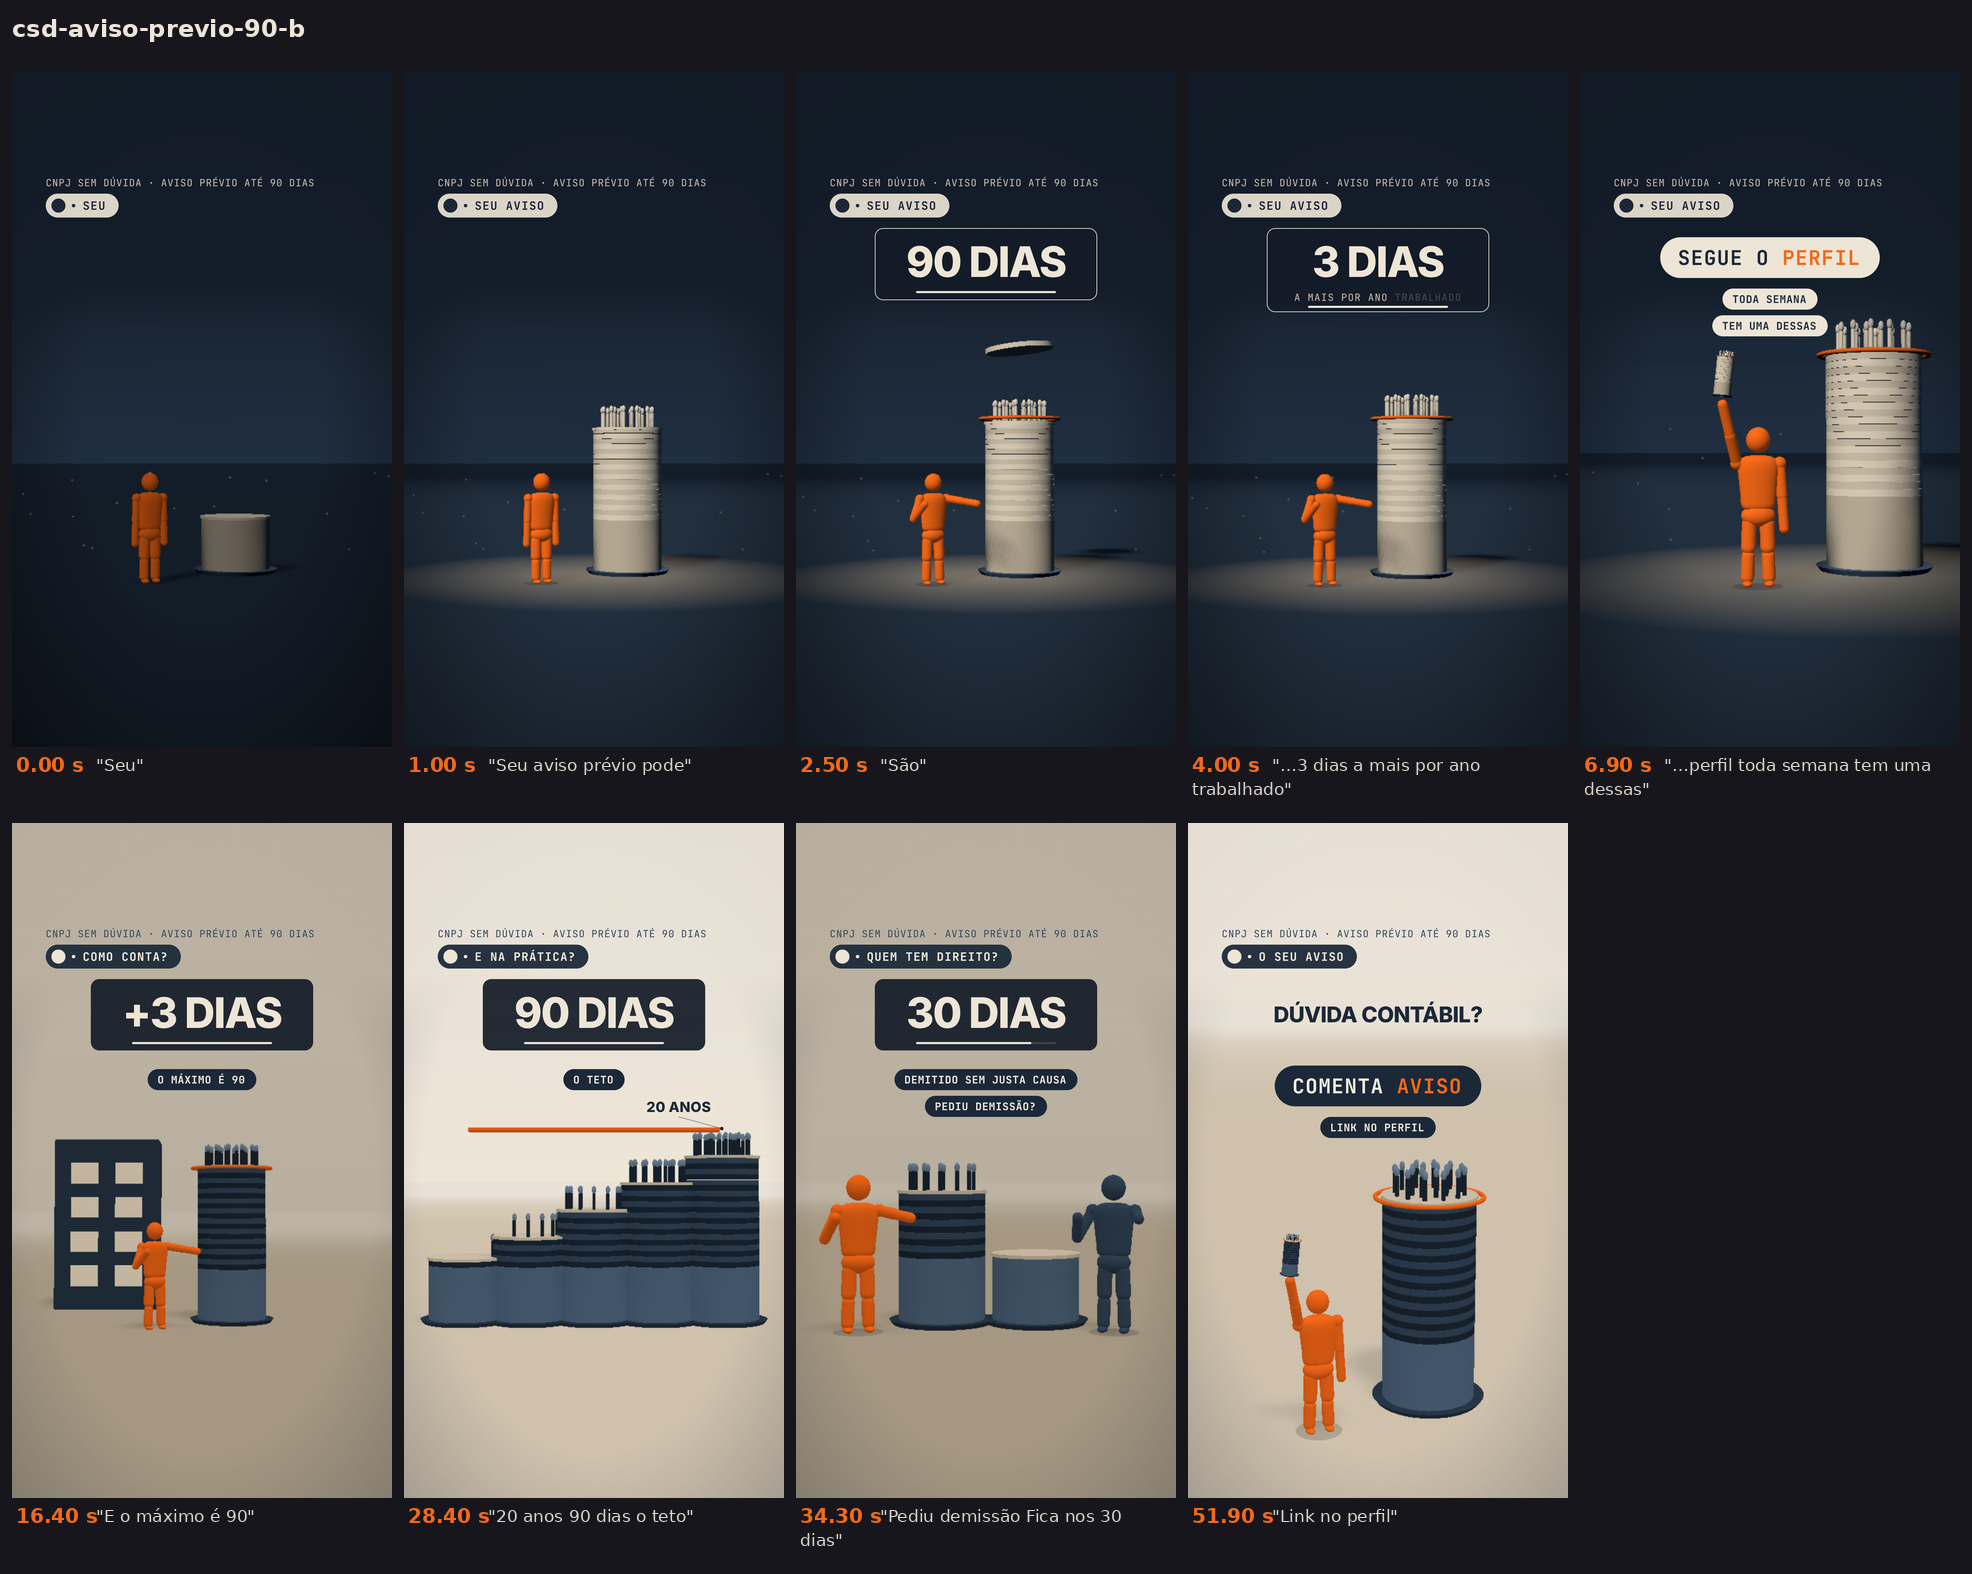 csd-aviso-previo-90-b
CNPJ SEM DÚVIDA · AVISO PRÉVIO ATÉ 90 DIAS
• SEU
0.00 s "Seu"
CNPJ SEM DÚVIDA · AVISO PRÉVIO ATÉ 90 DIAS
• SEU AVISO
1.00 s "Seu aviso prévio pode"
CNPJ SEM DÚVIDA · AVISO PRÉVIO ATÉ 90 DIAS
• SEU AVISO
90 DIAS
2.50 s "São"
CNPJ SEM DÚVIDA · AVISO PRÉVIO ATÉ 90 DIAS
• SEU AVISO
3 DIAS
A MAIS POR ANO TRABALHADO
4.00 s "...3 dias a mais por ano
trabalhado"
CNPJ SEM DÚVIDA · AVISO PRÉVIO ATÉ 90 DIAS
• SEU AVISO
SEGUE O PERFIL
TODA SEMANA
TEM UMA DESSAS
6.90 s "...perfil toda semana tem uma
dessas"
CNPJ SEM DÚVIDA · AVISO PRÉVIO ATÉ 90 DIAS
• COMO CONTA?
+3 DIAS
O MÁXIMO É 90
16.40 s "E o máximo é 90"
CNPJ SEM DÚVIDA · AVISO PRÉVIO ATÉ 90 DIAS
• E NA PRÁTICA?
90 DIAS
O TETO
20 ANOS
28.40 s "20 anos 90 dias o teto"
CNPJ SEM DÚVIDA · AVISO PRÉVIO ATÉ 90 DIAS
• QUEM TEM DIREITO?
30 DIAS
DEMITIDO SEM JUSTA CAUSA
PEDIU DEMISSÃO?
34.30 s "Pediu demissão Fica nos 30
dias"
CNPJ SEM DÚVIDA · AVISO PRÉVIO ATÉ 90 DIAS
• O SEU AVISO
DÚVIDA CONTÁBIL?
COMENTA AVISO
LINK NO PERFIL
51.90 s "Link no perfil"